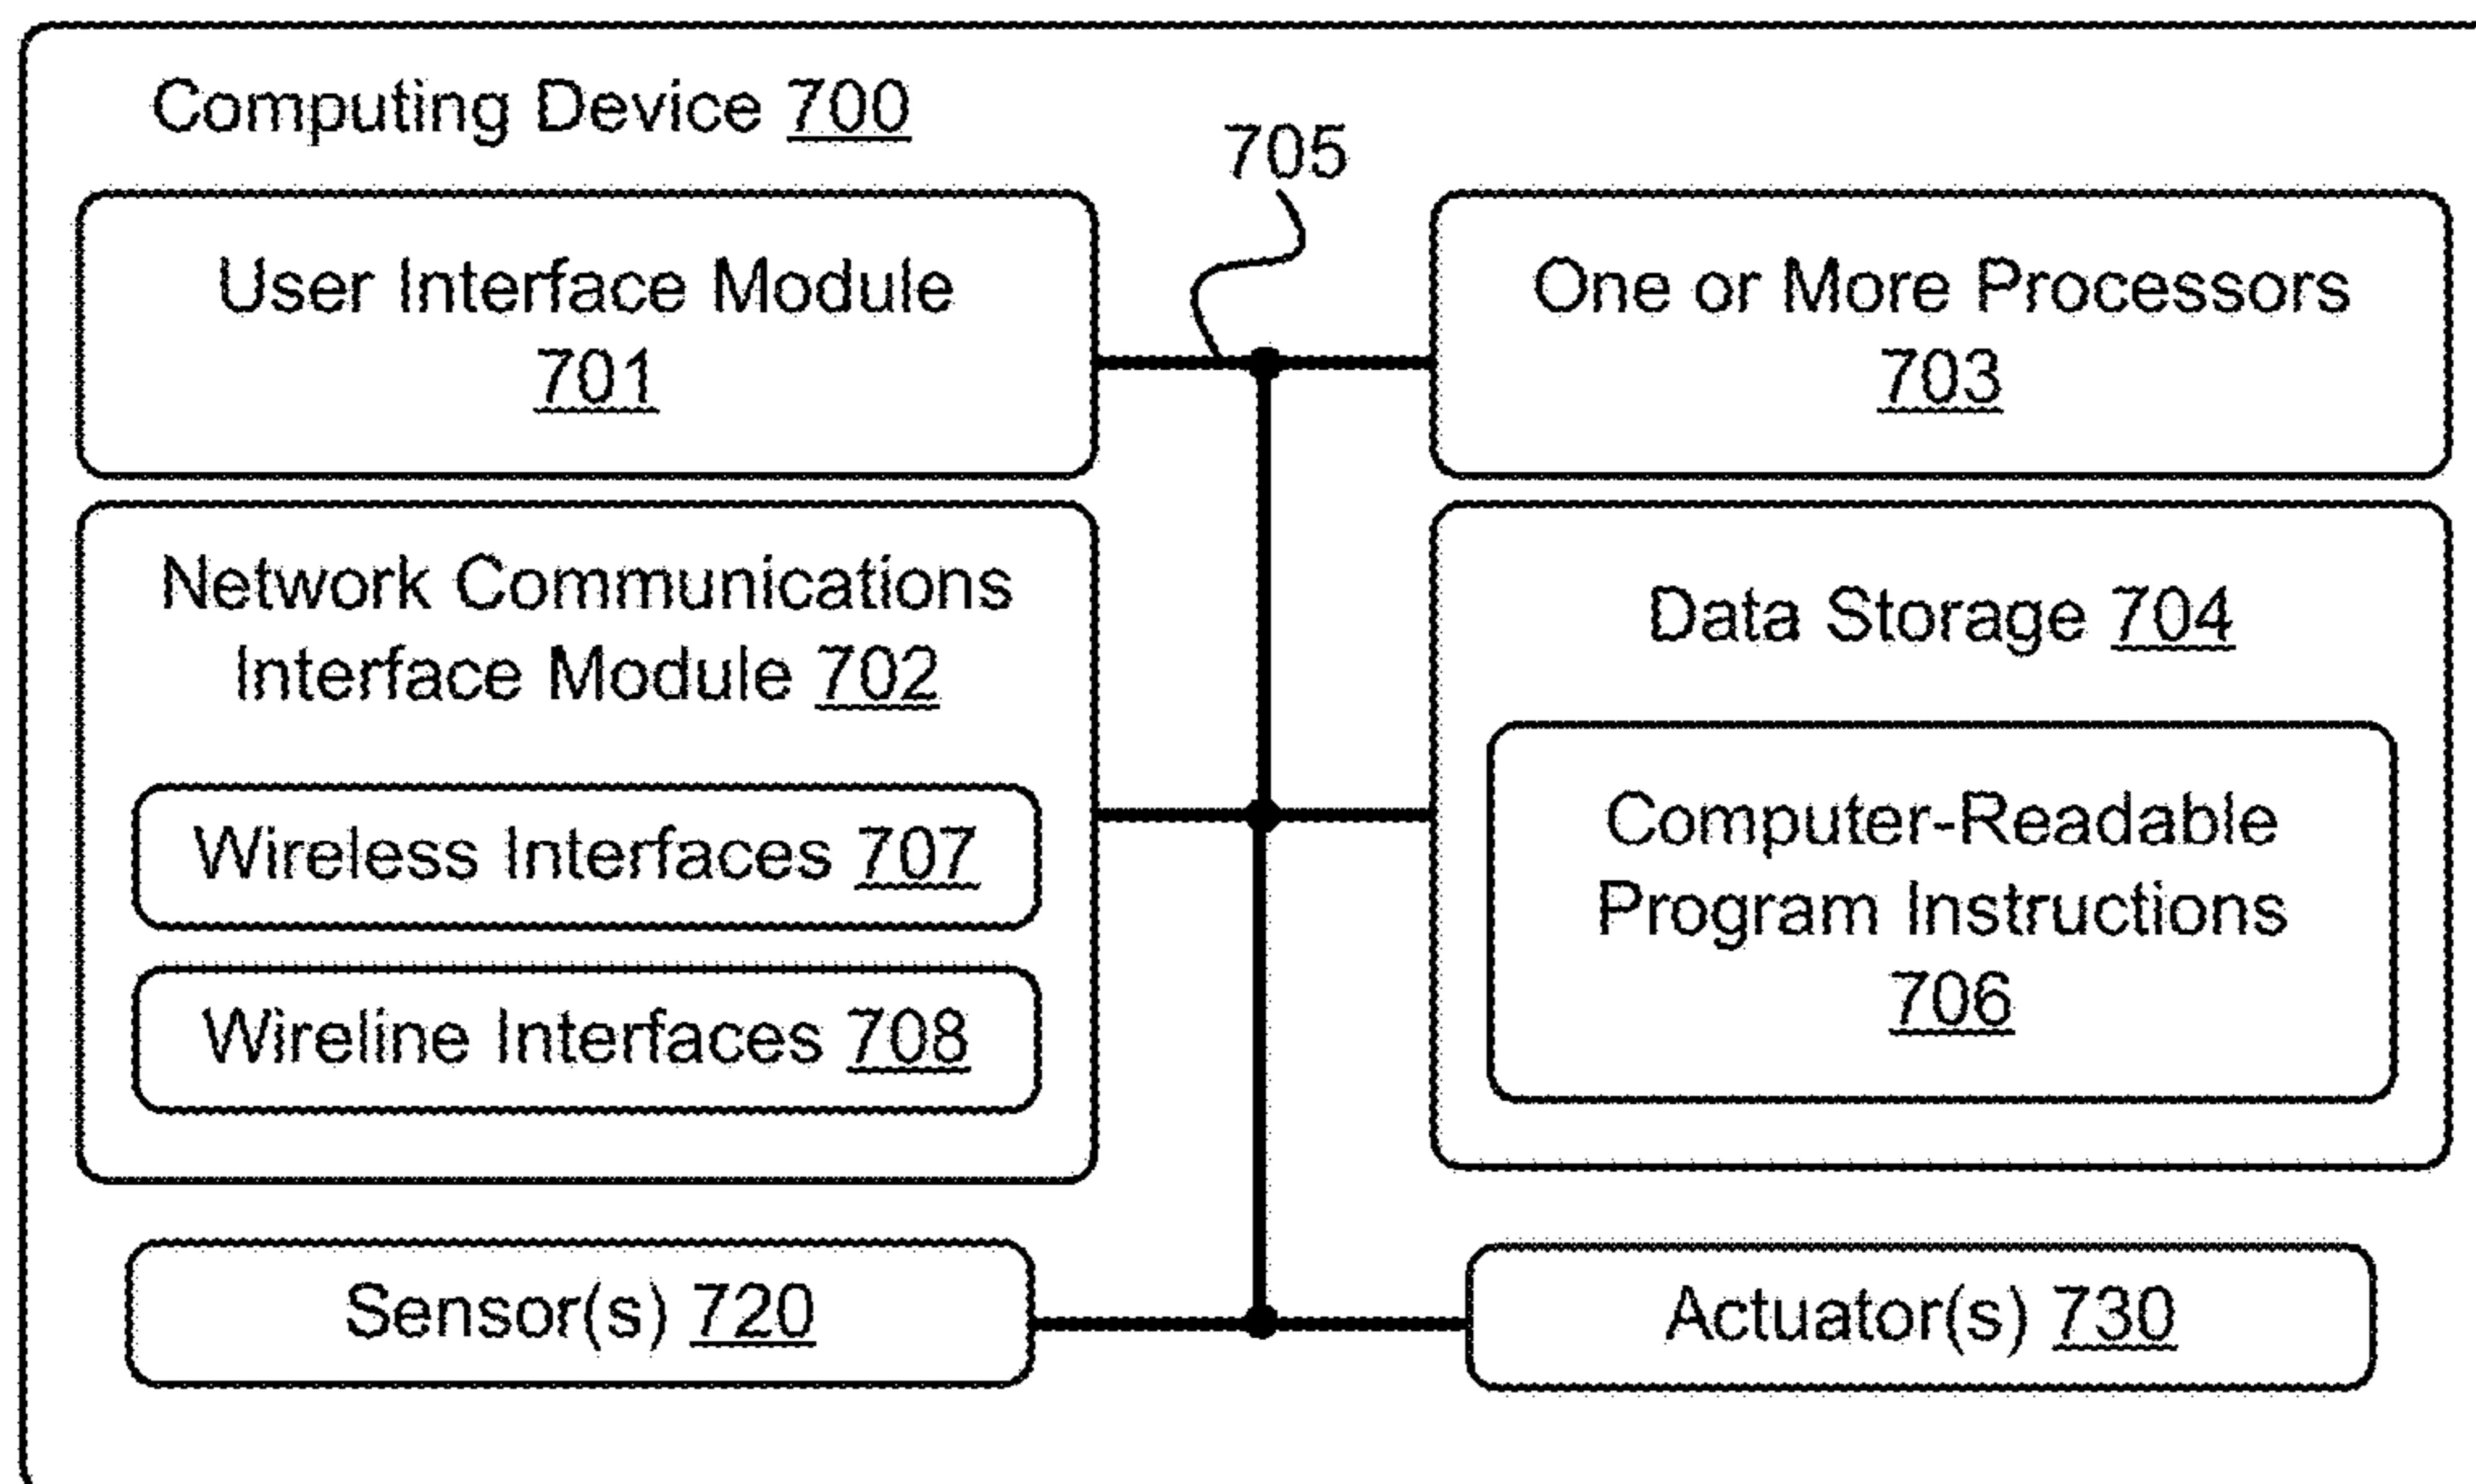 Computing Device 700
705
User Interface Module
701
One or More Processors
703
Network Communications
Interface Module 702
Wireless Interfaces 707
Wireline Interfaces 708
Data Storage 704
Computer-Readable
Program Instructions
706
Sensor(s) 720
Actuator(s) 730